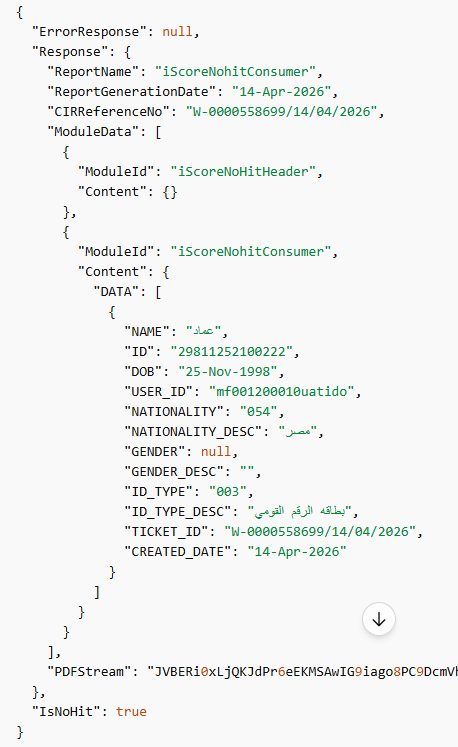 {
"ErrorResponse": null,
"Response": {
"ReportName": "iScoreNohitConsumer",
"ReportGenerationDate": "14-Apr-2026",
"CIRReferenceNo": "W-0000558699/14/04/2026",
"ModuleData": [
{
"ModuleId": "iScoreNoHitHeader",
"Content": {}
},
{
"ModuleId": "iScoreNohitConsumer",
"Content": {
"DATA": [
{
"NAME": "عماد",
"ID": "29811252100222",
"DOB": "25-Nov-1998",
"USER_ID": "mf001200010uatido",
"NATIONALITY": "054",
"NATIONALITY_DESC": "مصر",
"GENDER": null,
"GENDER_DESC": "",
"ID_TYPE": "003",
"ID_TYPE_DESC": "بطاقه الرقم القومي",
"TICKET_ID": "W-0000558699/14/04/2026",
"CREATED_DATE": "14-Apr-2026"
}
]
}
}
],
"PDFStream": "JVBERi0xLjQKJdPr6eEKMSAwIG9iago8PC9DcmVh
},
"IsNoHit": true
}